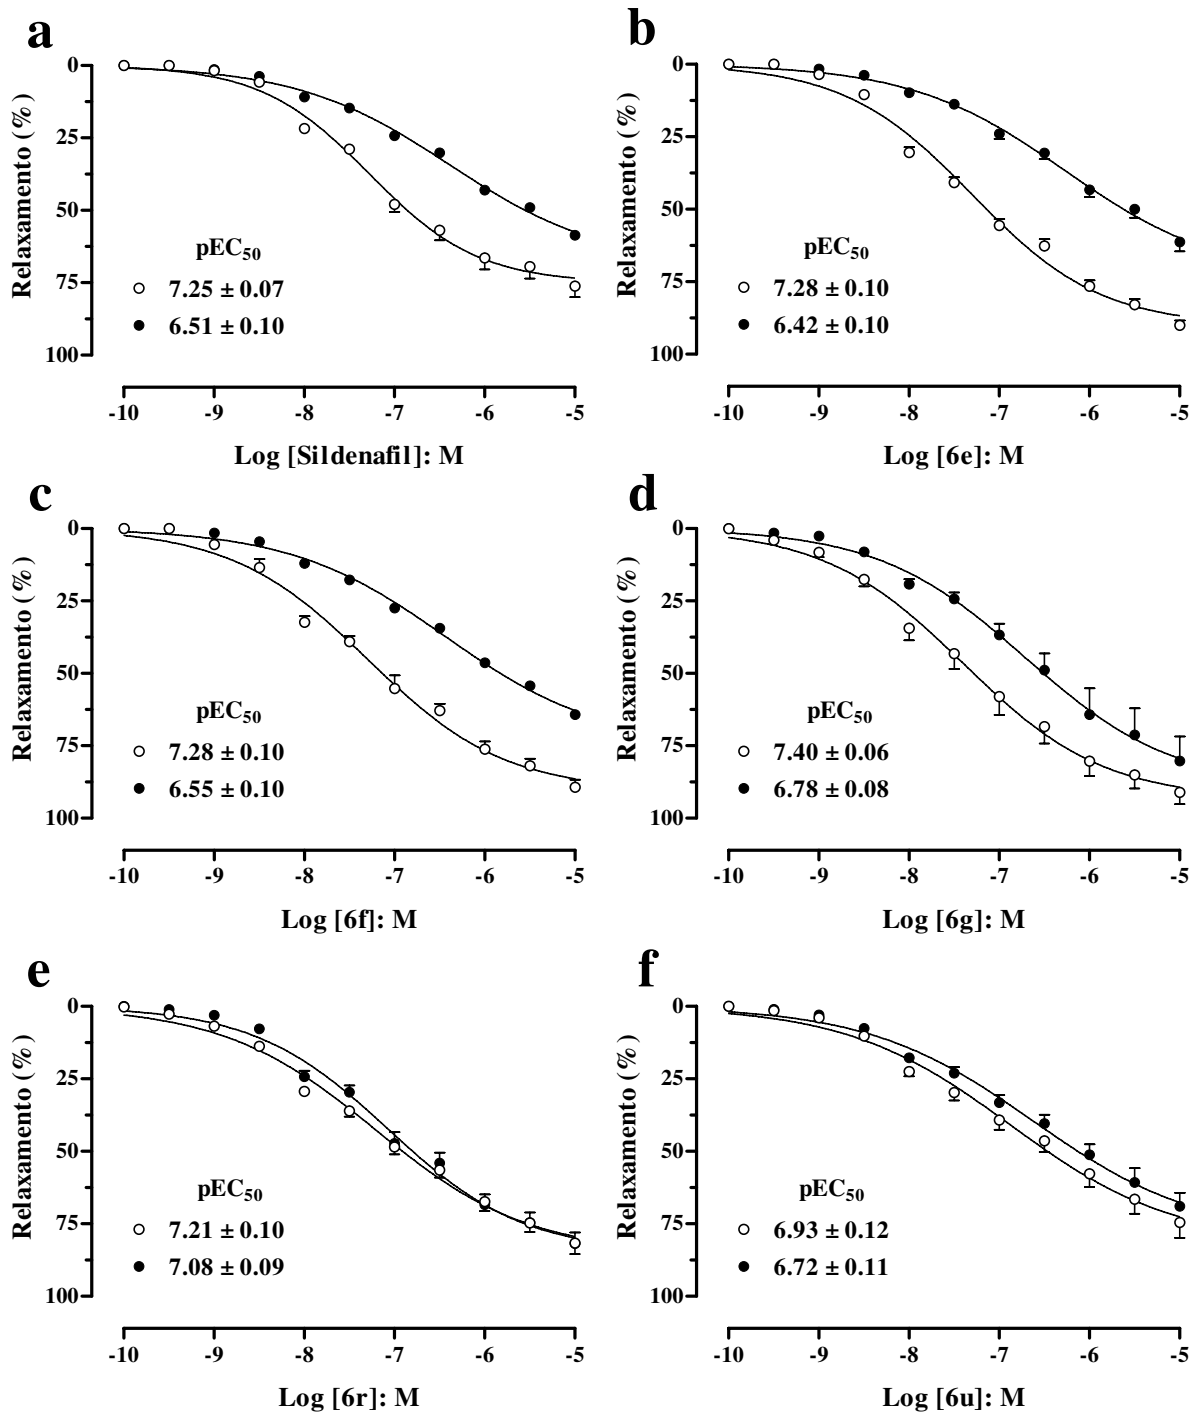 a
0
25
50
75
100
Relaxamento (%)
pEC50
7.25 ± 0.07
6.51 ± 0.10
-10 -9 -8 -7 -6 -5
Log [Sildenafil]: M
b
0
25
50
75
100
Relaxamento (%)
pEC50
7.28 ± 0.10
6.42 ± 0.10
-10 -9 -8 -7 -6 -5
Log [6e]: M
c
0
25
50
75
100
Relaxamento (%)
pEC50
7.28 ± 0.10
6.55 ± 0.10
-10 -9 -8 -7 -6 -5
Log [6f]: M
d
0
25
50
75
100
Relaxamento (%)
pEC50
7.40 ± 0.06
6.78 ± 0.08
-10 -9 -8 -7 -6 -5
Log [6g]: M
e
0
25
50
75
100
Relaxamento (%)
pEC50
7.21 ± 0.10
7.08 ± 0.09
-10 -9 -8 -7 -6 -5
Log [6r]: M
f
0
25
50
75
100
Relaxamento (%)
pEC50
6.93 ± 0.12
6.72 ± 0.11
-10 -9 -8 -7 -6 -5
Log [6u]: M